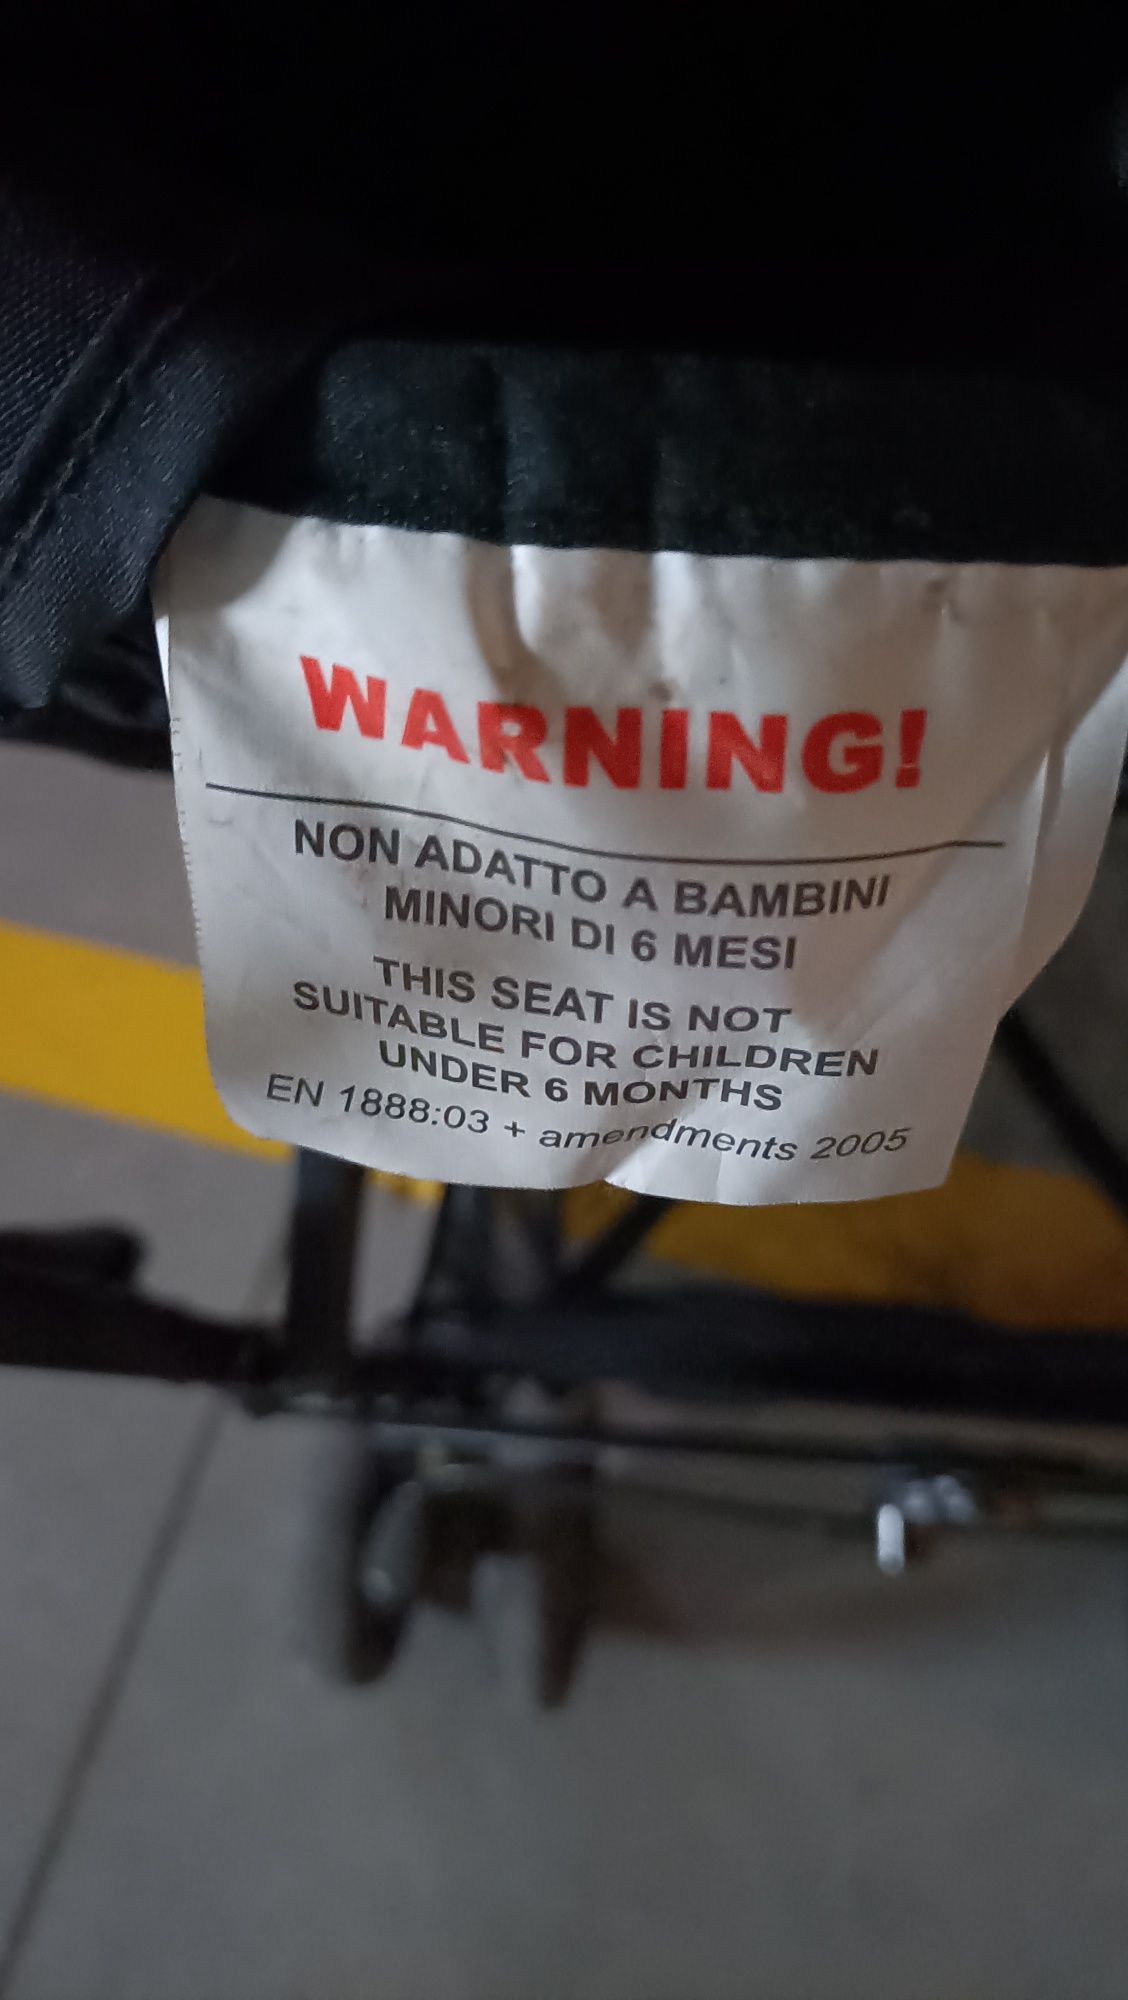 WARNING!
NON ADATTO A BAMBINI
MINORI DI 6 MESI
THIS SEAT IS NOT
SUITABLE FOR CHILDREN
UNDER 6 MONTHS
EN 1888:03 + amendments 2005